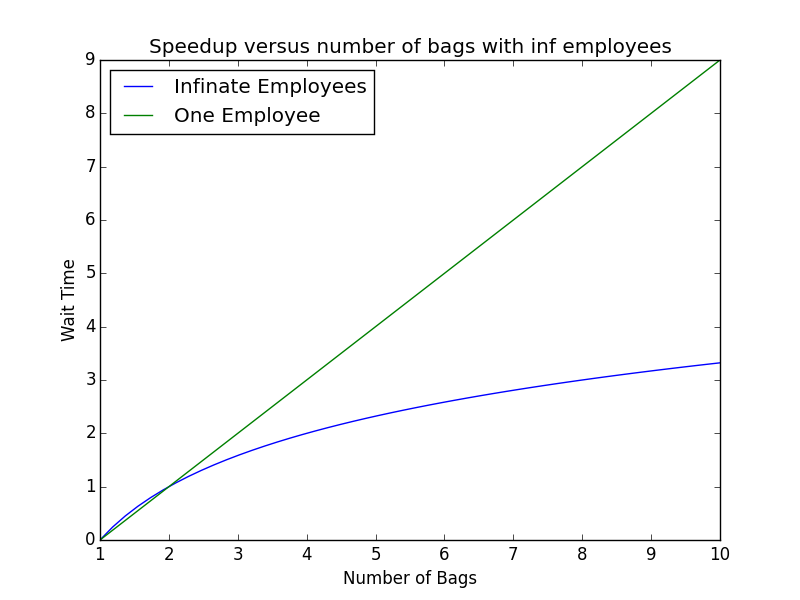 Speedup versus number of bags with inf employees
Infinate Employees
One Employee
9
8
7
6
5
4
3
2
1
0
Wait Time
1 2 3 4 5 6 7 8 9 10
Number of Bags